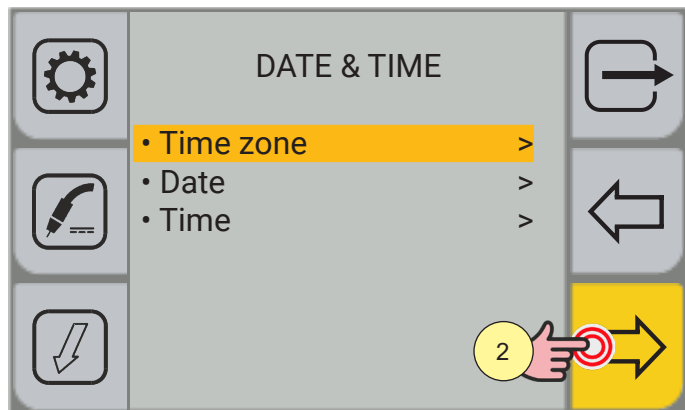 DATE & TIME
• Time zone >
• Date >
• Time >
2